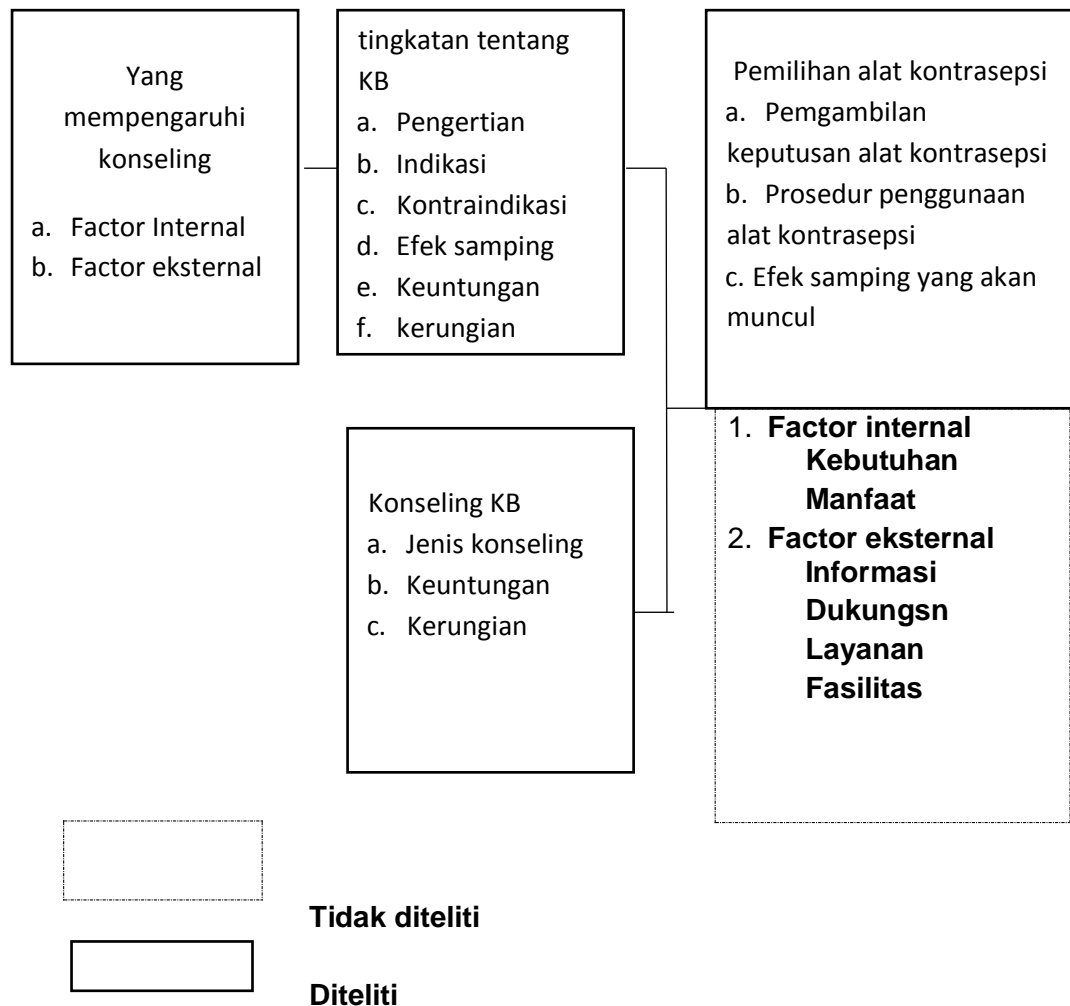 Yang
mempengaruhi
konseling
a. Factor Internal
b. Factor eksternal
tingkatan tentang
KB
a. Pengertian
b. Indikasi
c. Kontraindikasi
d. Efek samping
e. Keuntungan
f. kerungian
Pemilihan alat kontrasepsi
a. Pemgambilan
keputusan alat kontrasepsi
b. Prosedur penggunaan
alat kontrasepsi
c. Efek samping yang akan
muncul
Konseling KB
a. Jenis konseling
b. Keuntungan
c. Kerungian
1. Factor internal
Kebutuhan
Manfaat
2. Factor eksternal
Informasi
Dukungsn
Layanan
Fasilitas
Tidak diteliti
Diteliti